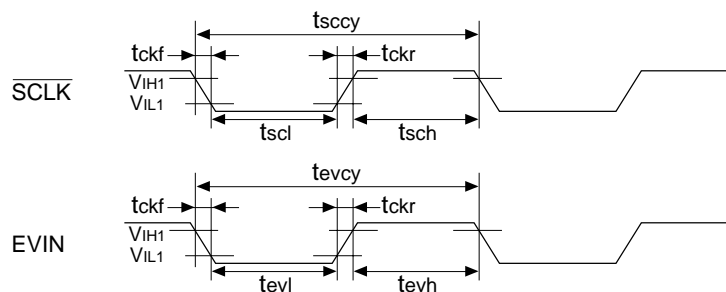 tsccy
tckf
tckr
SCLK
VIH1
VIL1
tscl
tsch
tevcy
tckf
tckr
EVIN
VIH1
VIL1
tevl
tevh